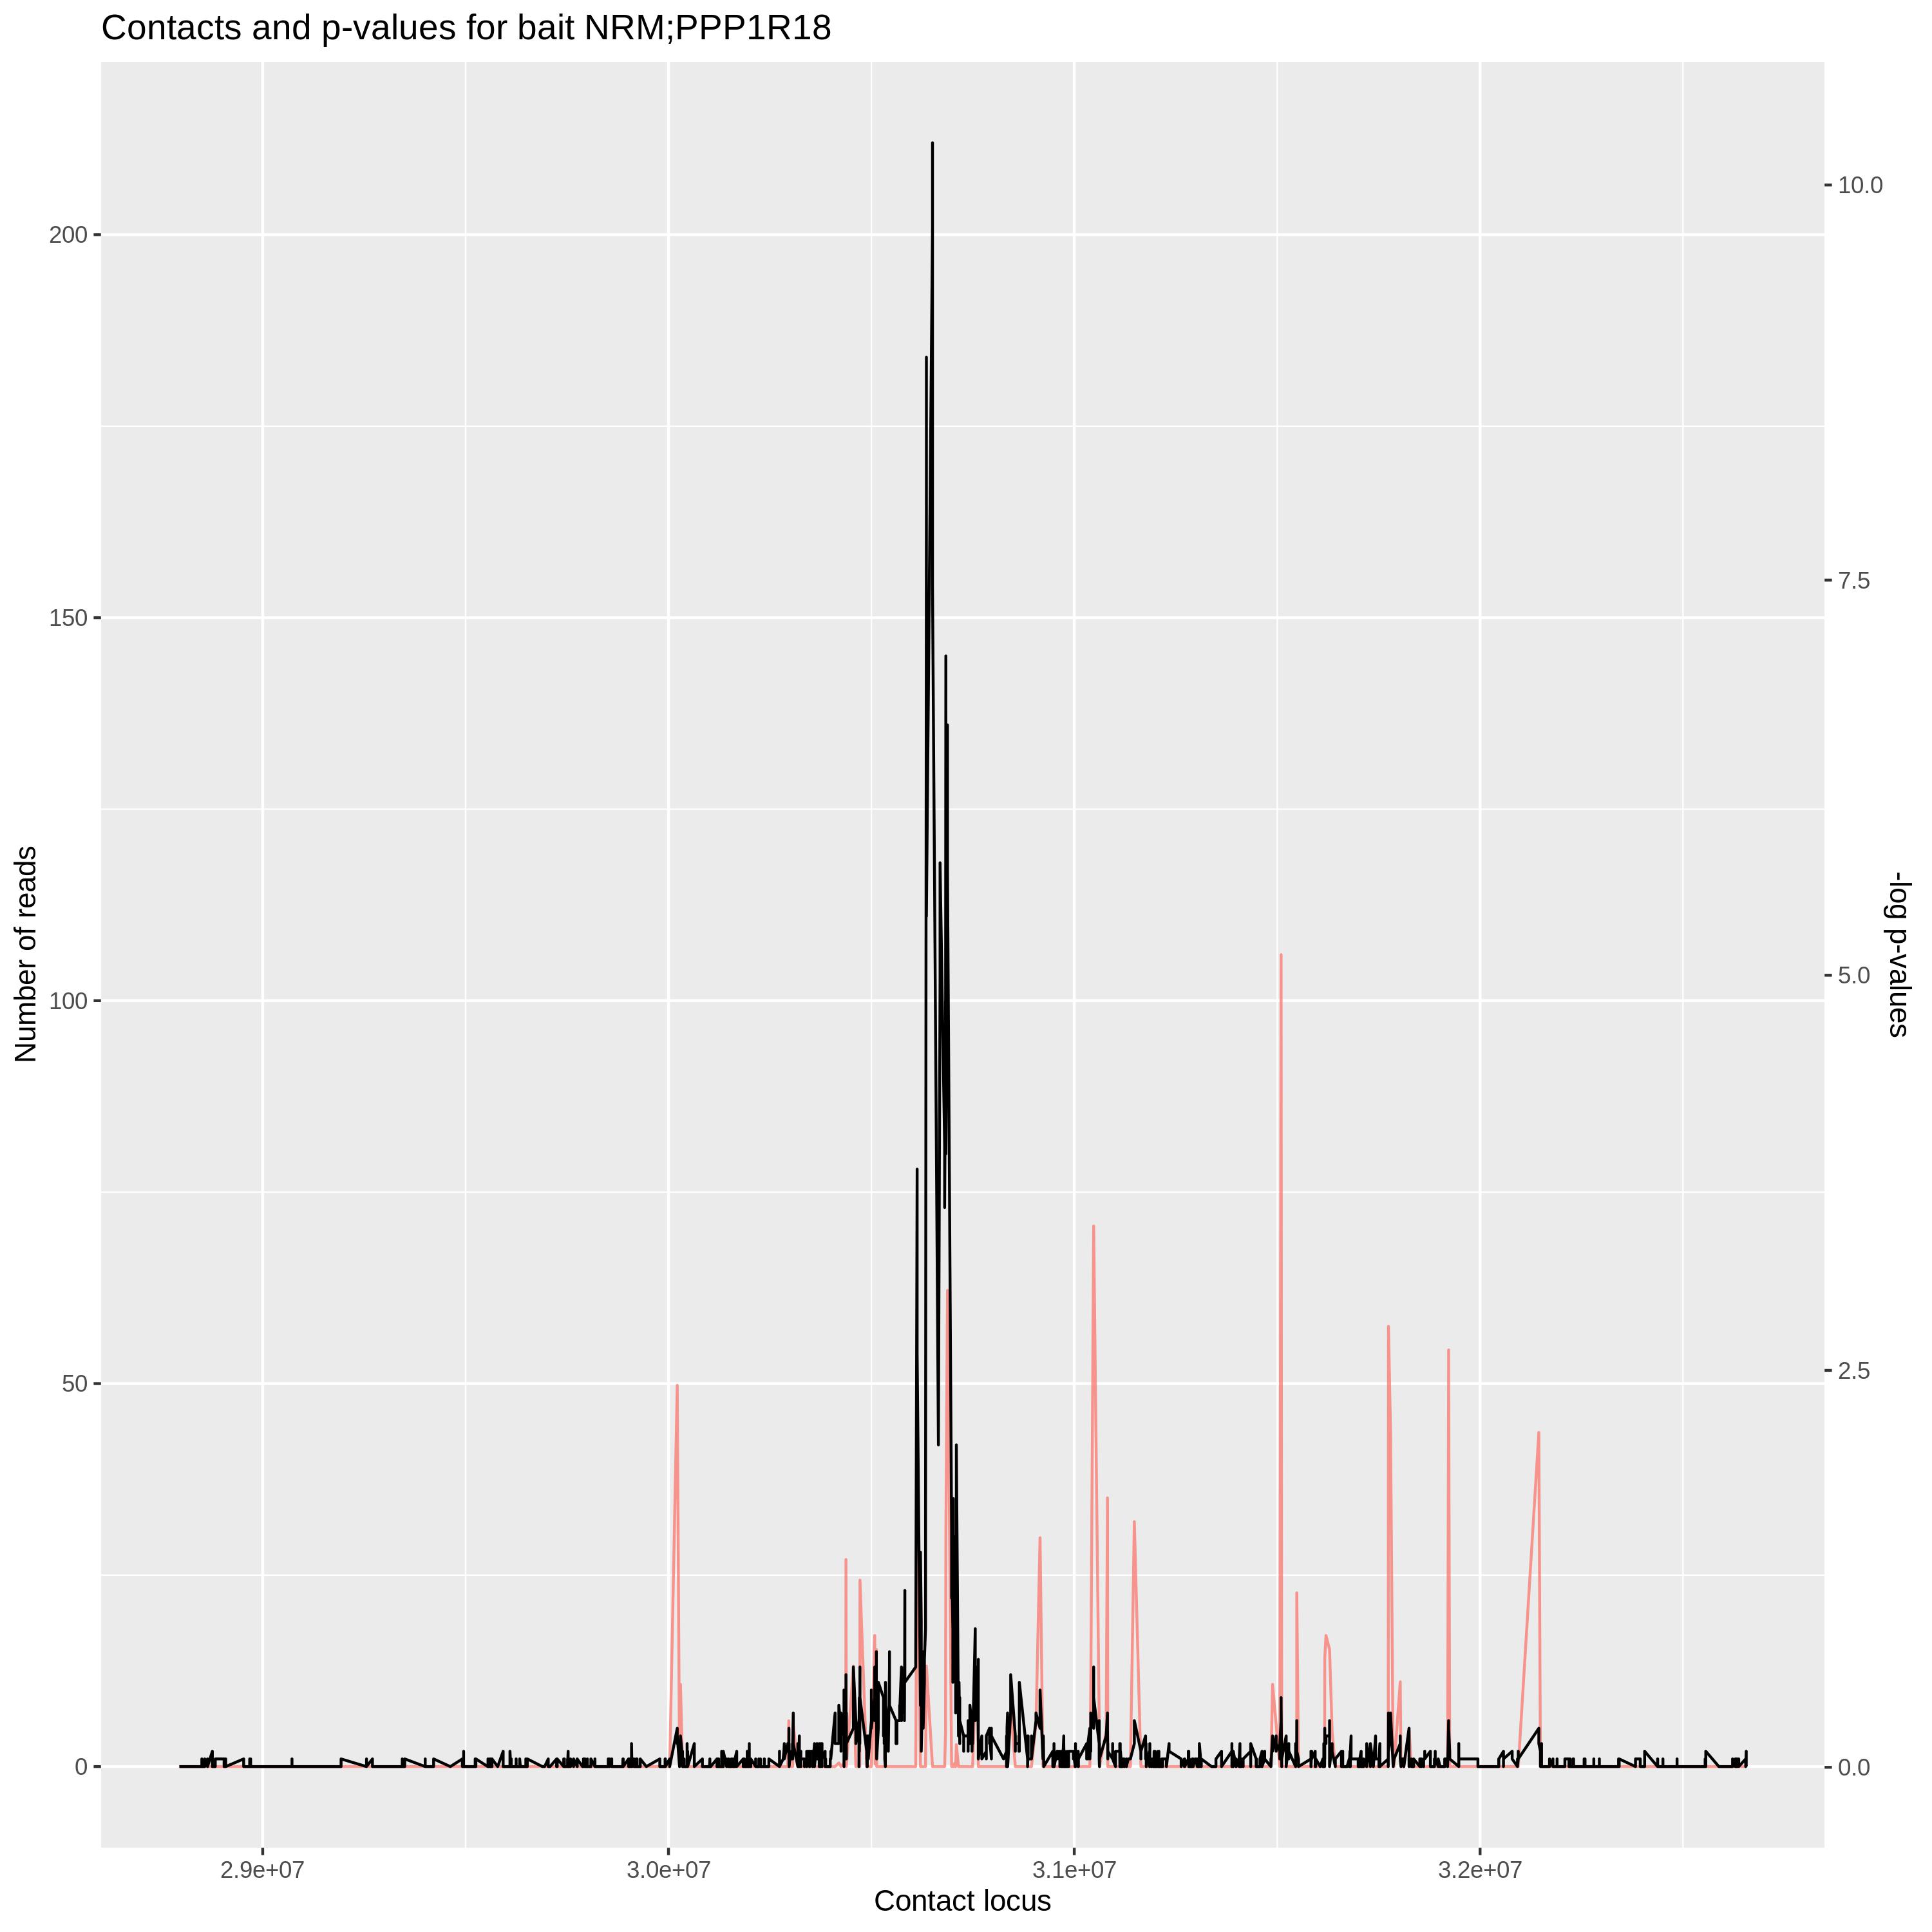 Contacts and p-values for bait NRM;PPP1R18
200
150
100
50
0
Number of reads
10.0
7.5
5.0
2.5
0.0
-log p-values
2.9e+07
3.0e+07
3.1e+07
3.2e+07
Contact locus